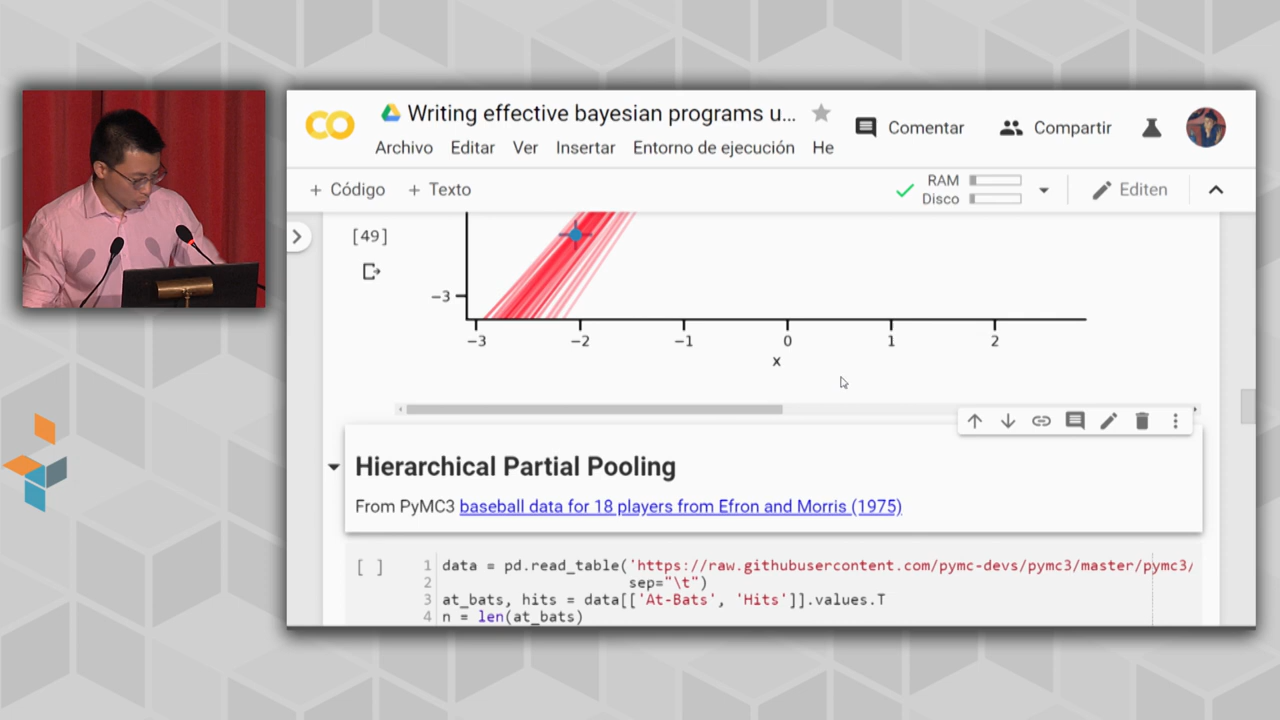 CO
Writing effective bayesian programs u...
Comentar
Compartir
Archivo Editar Ver Insertar Entorno de ejecución He
+ Código + Texto
RAM
Disco
Editen
[49]
−3
−3 −2 −1 0 1 2
x
Hierarchical Partial Pooling
From PyMC3 baseball data for 18 players from Efron and Morris (1975)
[ ]
1 data = pd.read_table('https://raw.githubusercontent.com/pymc-devs/pymc3/master/pymc3/
2 sep="\t")
3 at_bats, hits = data[['At-Bats', 'Hits']].values.T
4 n = len(at_bats)